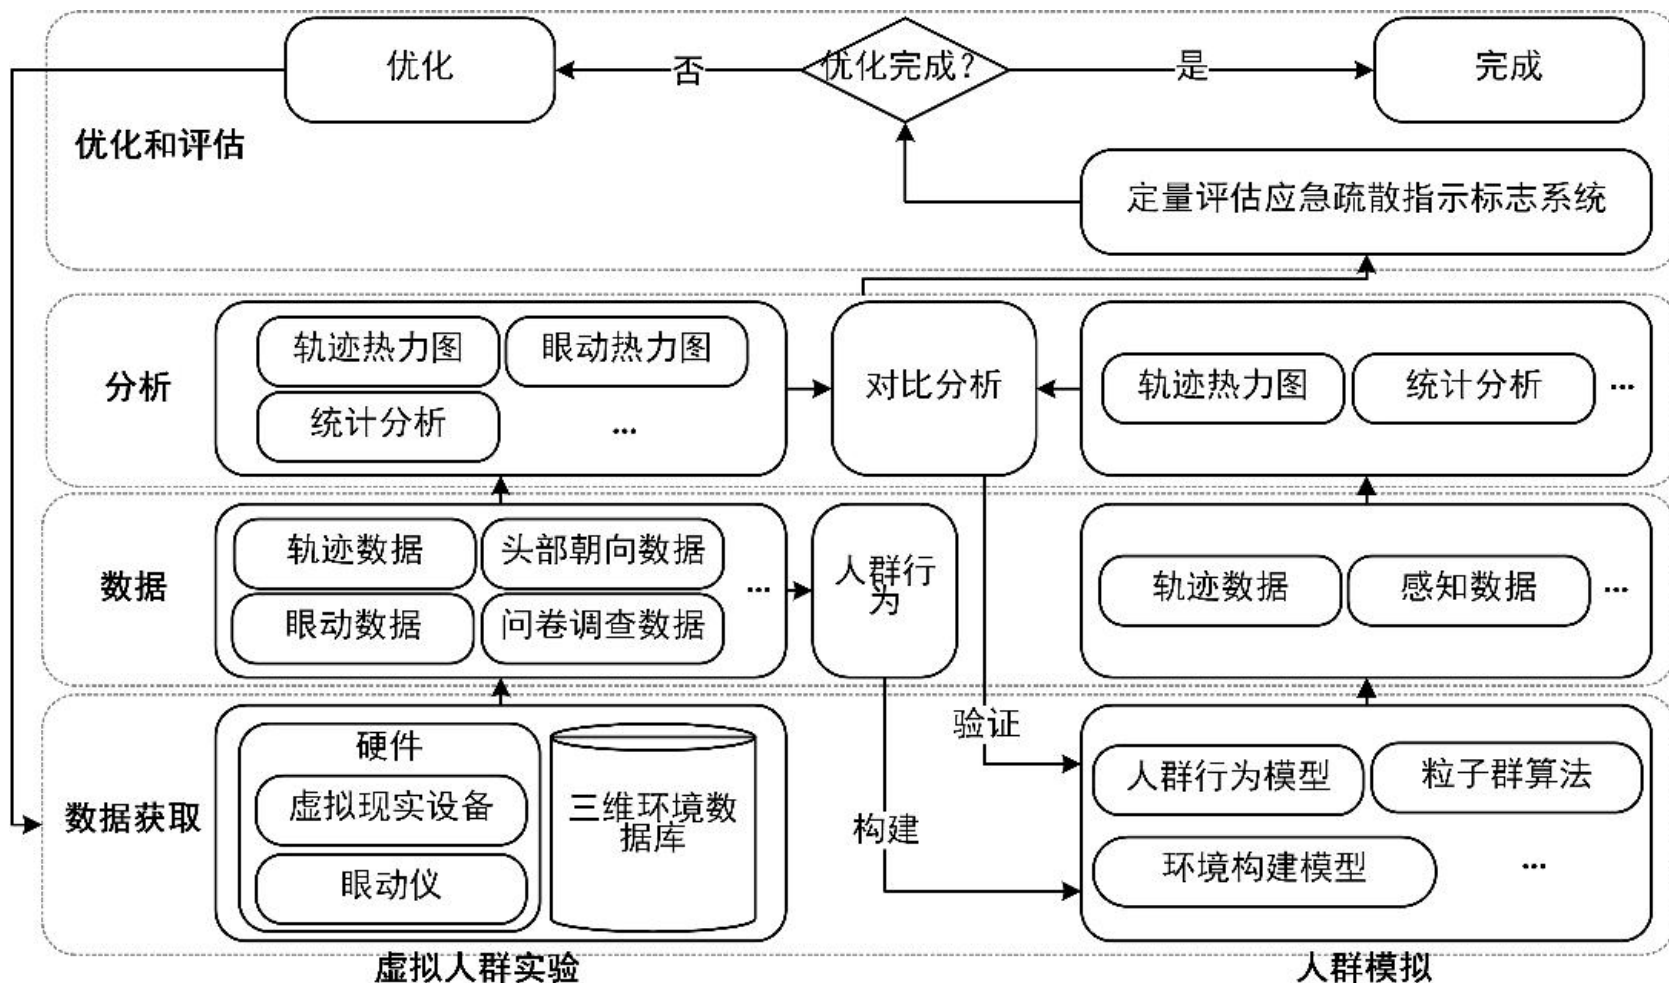 优化
否
优化完成？
是
完成
优化和评估
定量评估应急疏散指示标志系统
分析
轨迹热力图
眼动热力图
统计分析
...
对比分析
轨迹热力图
统计分析
...
数据
轨迹数据
头部朝向数据
眼动数据
问卷调查数据
...
人群行
为
轨迹数据
感知数据
...
数据获取
硬件
虚拟现实设备
眼动仪
三维环境数
据库
验证
构建
人群行为模型
粒子群算法
环境构建模型
...
虚拟人群实验
人群模拟